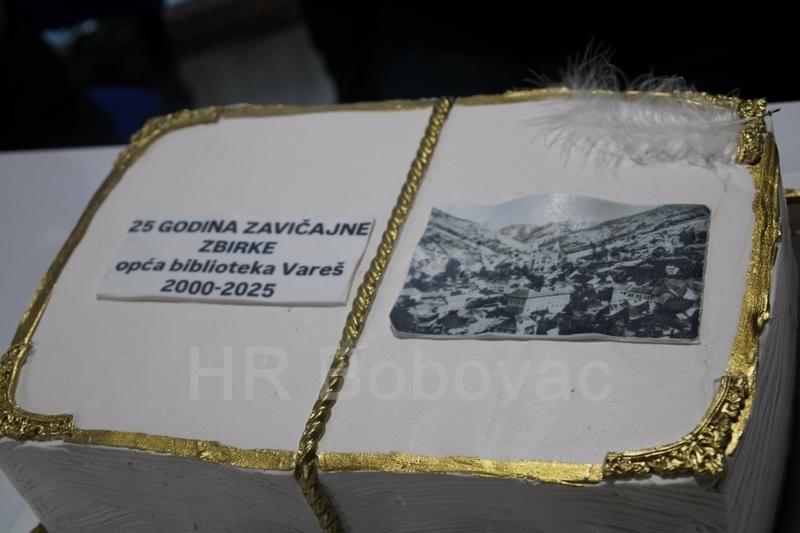 25 GODINA ZAVIČAJNE
ZBIRKE
opća biblioteka Vareš
2000-2025
HR Bobovac